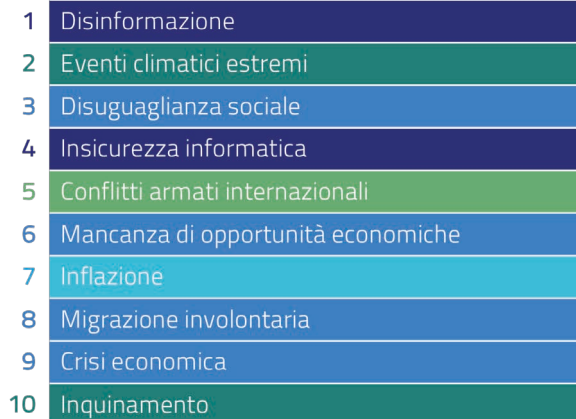 1 Disinformazione
2 Eventi climatici estremi
3 Disuguaglianza sociale
4 Insicurezza informatica
5 Conflitti armati internazionali
6 Mancanza di opportunità economiche
7 Inflazione
8 Migrazione involontaria
9 Crisi economica
10 Inquinamento